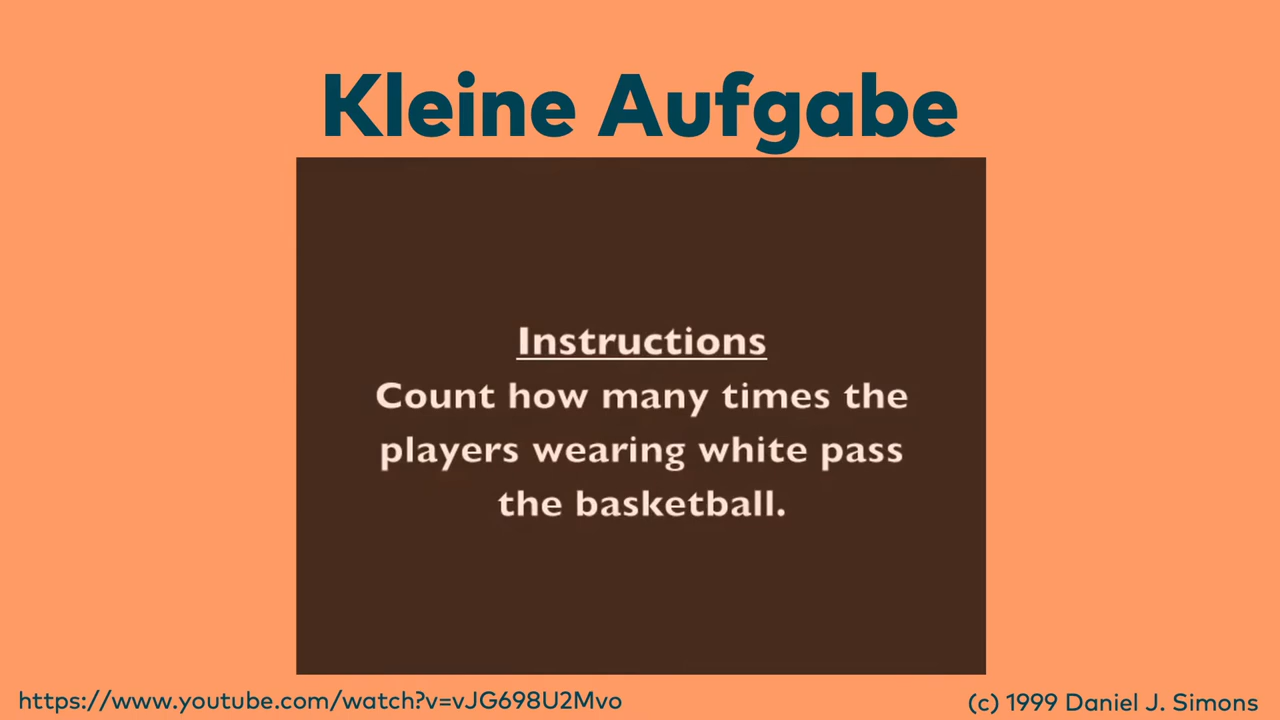 Kleine Aufgabe
Instructions
Count how many times the
players wearing white pass
the basketball.
https://www.youtube.com/watch?v=vJG698U2Mvo
(c) 1999 Daniel J. Simons